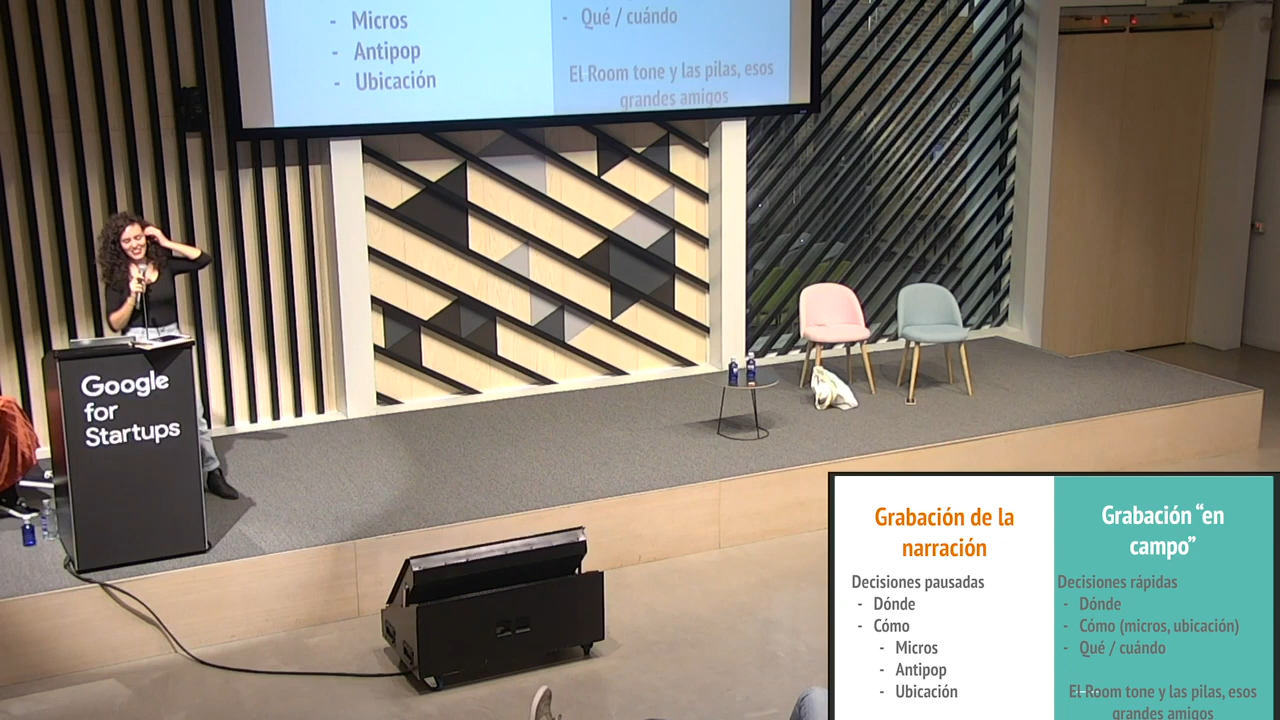 - Micros
- Antipop
- Ubicación
- Qué / cuándo
El Room tone y las pilas, esos
grandes amigos
Google
for
Startups
Grabación de la
narración
Decisiones pausadas
- Dónde
- Cómo
- Micros
- Antipop
- Ubicación
Grabación “en
campo”
Decisiones rápidas
- Dónde
- Cómo (micros, ubicación)
- Qué / cuándo
El Room tone y las pilas, esos
grandes amigos